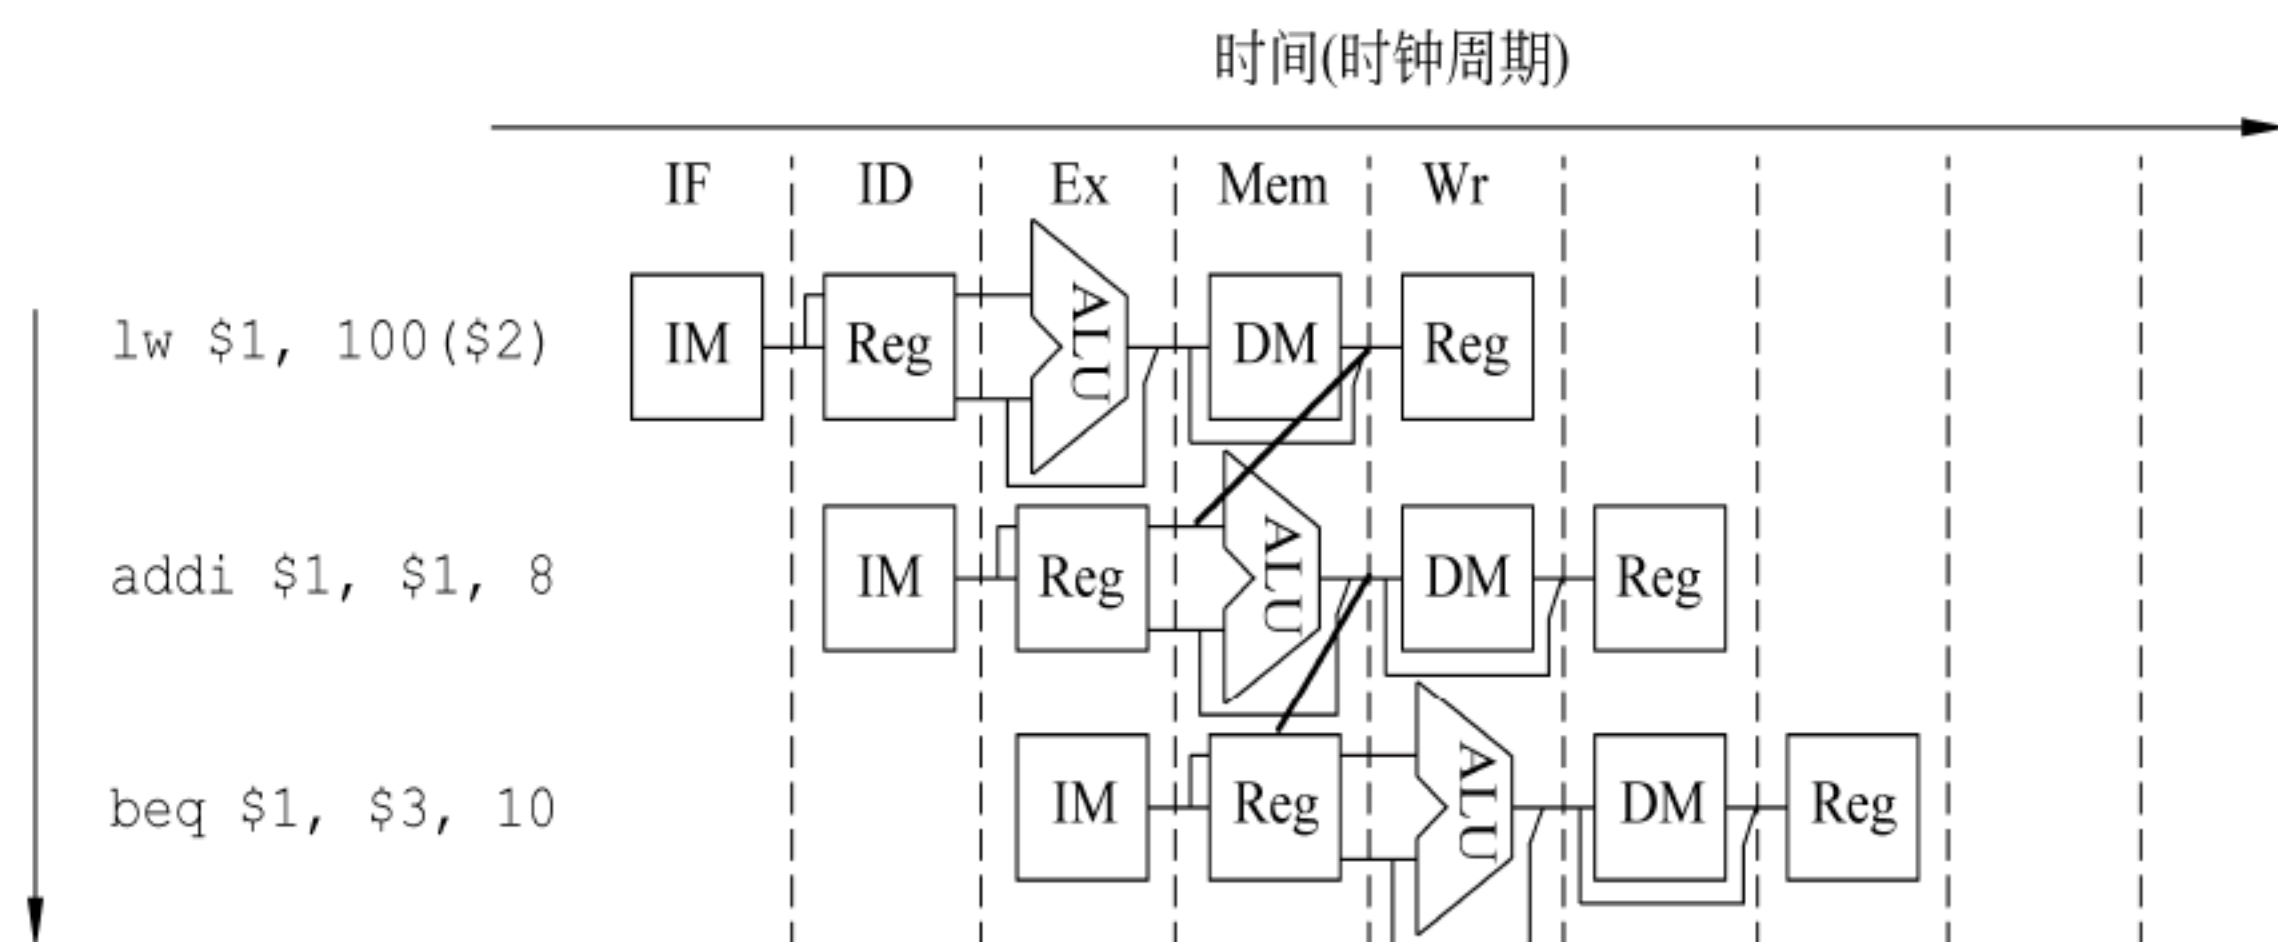 时间(时钟周期)
IF ID Ex Mem Wr
lw $1, 100($2) IM Reg ALU DM Reg
addi $1, $1, 8 IM Reg ALU DM Reg
beq $1, $3, 10 IM Reg ALU DM Reg